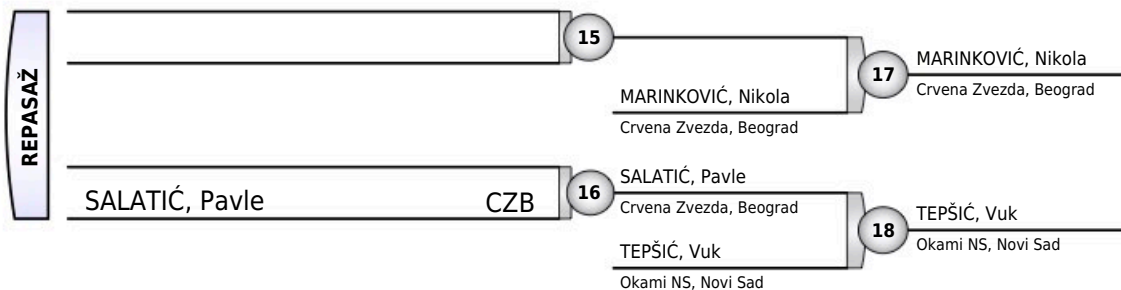 REPASAŽ
15
MARINKOVIĆ, Nikola
Crvena Zvezda, Beograd
17
MARINKOVIĆ, Nikola
Crvena Zvezda, Beograd
SALATIĆ, Pavle CZB
16
SALATIĆ, Pavle
Crvena Zvezda, Beograd
TEPŠIĆ, Vuk
Okami NS, Novi Sad
18
TEPŠIĆ, Vuk
Okami NS, Novi Sad